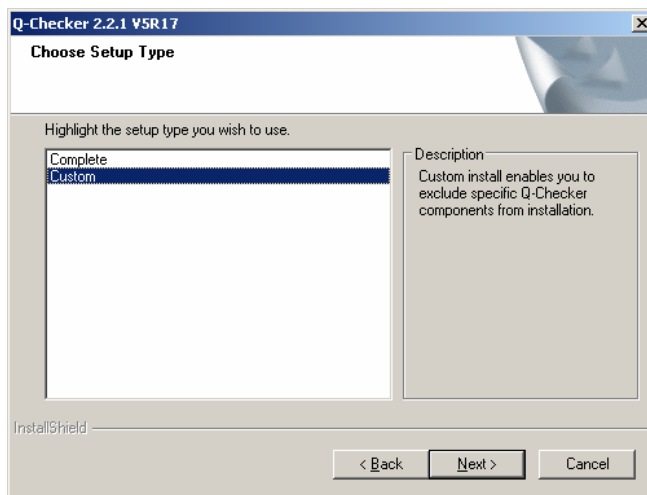 Q-Checker 2.2.1 V5R17
Choose Setup Type
Highlight the setup type you wish to use.
Complete
Custom
Description
Custom install enables you to
exclude specific Q-Checker
components from installation.
InstallShield
< Back
Next >
Cancel